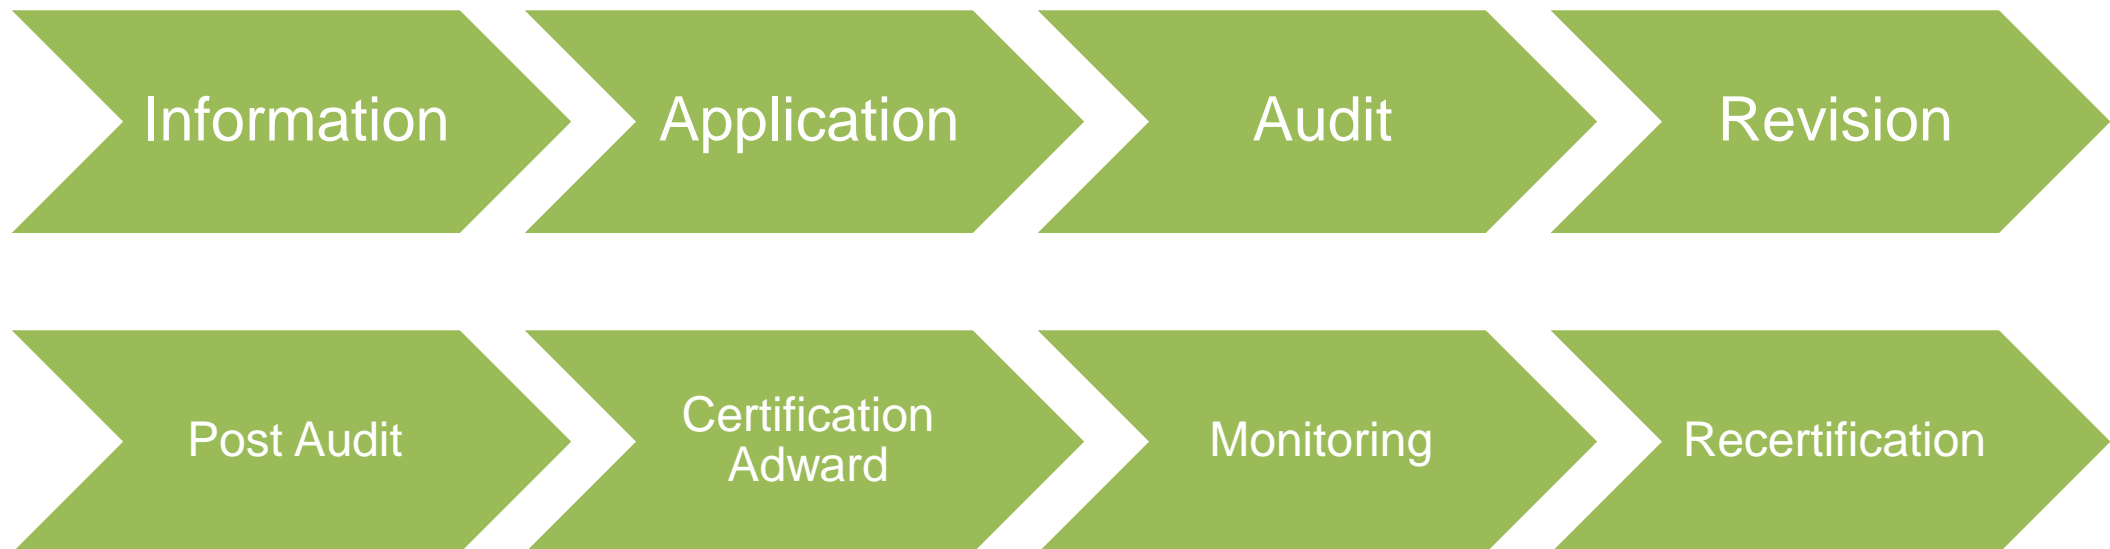 Information
Application
Audit
Revision
Post Audit
Certification
Adward
Monitoring
Recertification